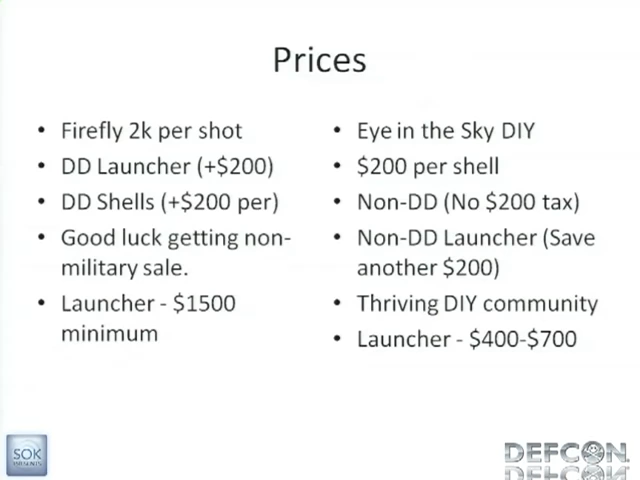 Prices
• Firefly 2k per shot
• DD Launcher (+$200)
• DD Shells (+$200 per)
• Good luck getting non-
military sale.
• Launcher - $1500
minimum
• Eye in the Sky DIY
• $200 per shell
• Non-DD (No $200 tax)
• Non-DD Launcher (Save
another $200)
• Thriving DIY community
• Launcher - $400-$700
SOK
DEFCON